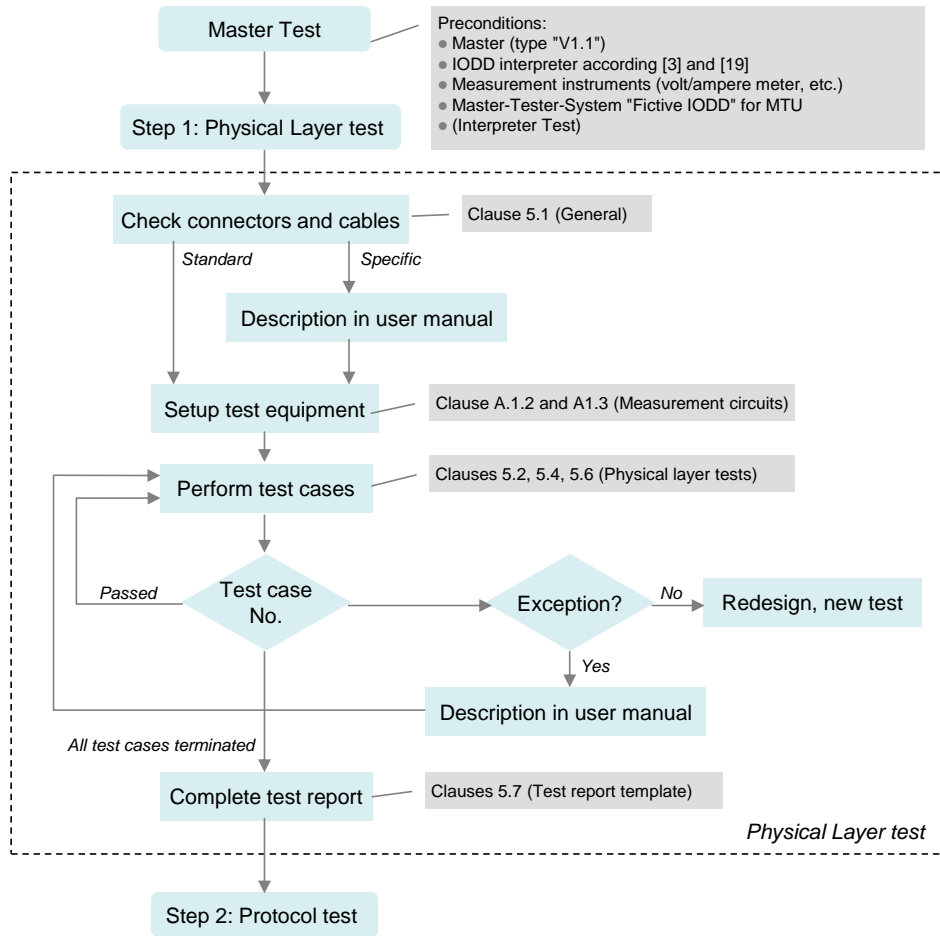 Master Test
Preconditions:
● Master (type "V1.1")
● IODD interpreter according [3] and [19]
● Measurement instruments (volt/ampere meter, etc.)
● Master-Tester-System "Fictive IODD" for MTU
● (Interpreter Test)
Step 1: Physical Layer test
Check connectors and cables
Clause 5.1 (General)
Standard
Specific
Description in user manual
Setup test equipment
Clause A.1.2 and A1.3 (Measurement circuits)
Perform test cases
Clauses 5.2, 5.4, 5.6 (Physical layer tests)
Passed
Test case
No.
Exception?
No
Redesign, new test
Yes
Description in user manual
All test cases terminated
Complete test report
Clauses 5.7 (Test report template)
Physical Layer test
Step 2: Protocol test